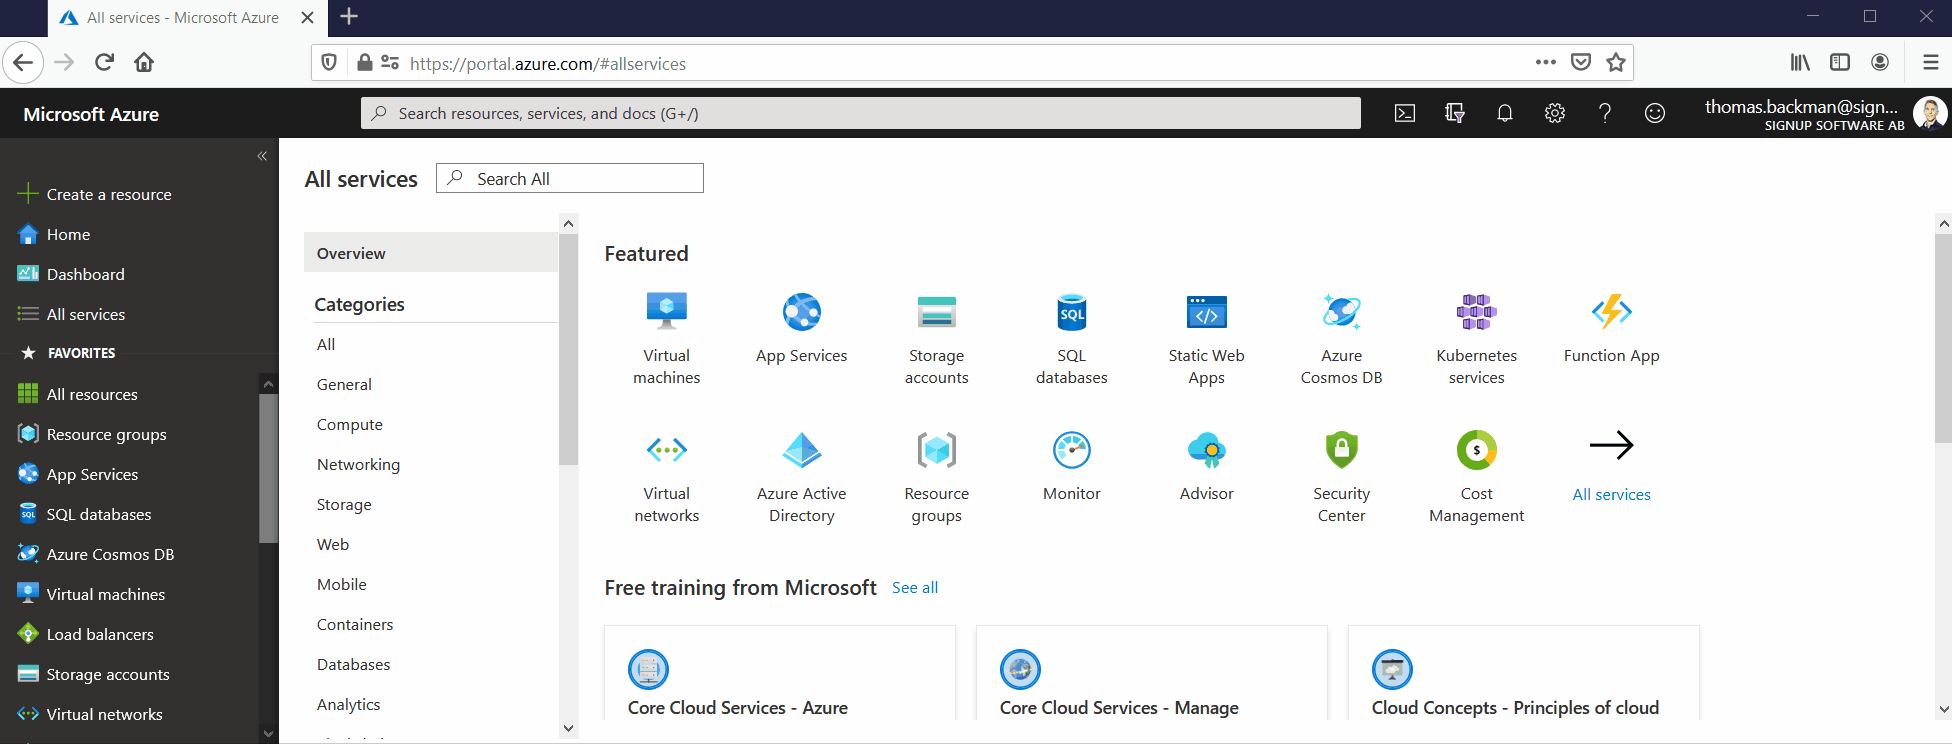 All services - Microsoft Azure
https://portal.azure.com/#allservices
Microsoft Azure
Search resources, services, and docs (G+/)
thomas.backman@sign...
SIGNUP SOFTWARE AB
Create a resource
Home
Dashboard
All services
FAVORITES
All resources
Resource groups
App Services
SQL databases
Azure Cosmos DB
Virtual machines
Load balancers
Storage accounts
Virtual networks
All services
Search All
Overview
Categories
All
General
Compute
Networking
Storage
Web
Mobile
Containers
Databases
Analytics
Featured
Virtual
machines
App Services
Storage
accounts
SQL
SQL
databases
Static Web
Apps
Azure
Cosmos DB
Kubernetes
services
Function App
Virtual
networks
Azure Active
Directory
Resource
groups
Monitor
Advisor
Security
Center
Cost
Management
All services
Free training from Microsoft
See all
Core Cloud Services - Azure
Core Cloud Services - Manage
Cloud Concepts - Principles of cloud